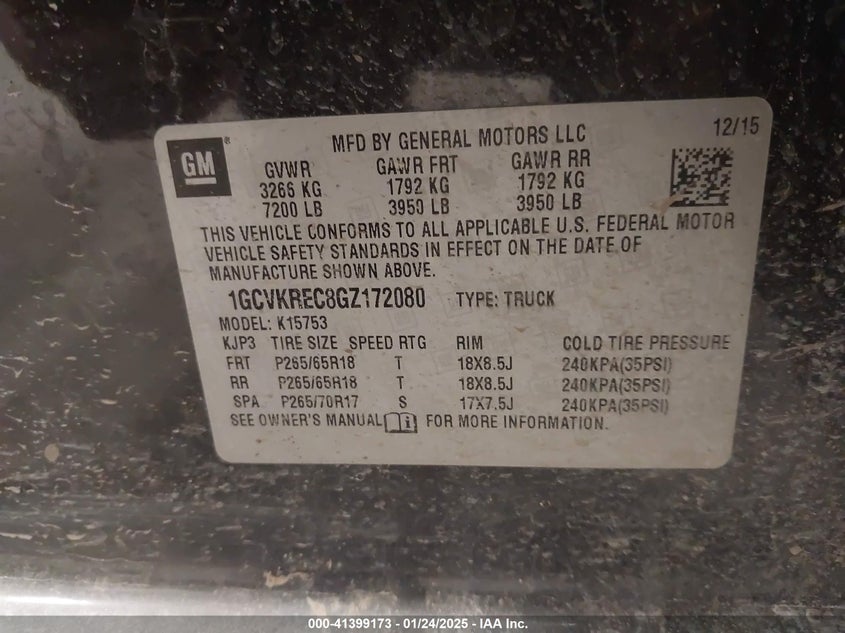 GM®
MFD BY GENERAL MOTORS LLC 12/15
GVWR GAWR FRT GAWR RR
3266 KG 1792 KG 1792 KG
7200 LB 3950 LB 3950 LB
THIS VEHICLE CONFORMS TO ALL APPLICABLE U.S. FEDERAL MOTOR
VEHICLE SAFETY STANDARDS IN EFFECT ON THE DATE OF
MANUFACTURE SHOWN ABOVE.
1GCVKREC8GZ172080 TYPE: TRUCK
MODEL: K15753
KJP3 TIRE SIZE SPEED RTG RIM COLD TIRE PRESSURE
FRT P265/65R18 T 18X8.5J 240KPA(35PSI)
RR P265/65R18 T 18X8.5J 240KPA(35PSI)
SPA P265/70R17 S 17X7.5J 240KPA(35PSI)
SEE OWNER'S MANUAL FOR MORE INFORMATION.
000-41399173 - 01/24/2025 - IAA Inc.